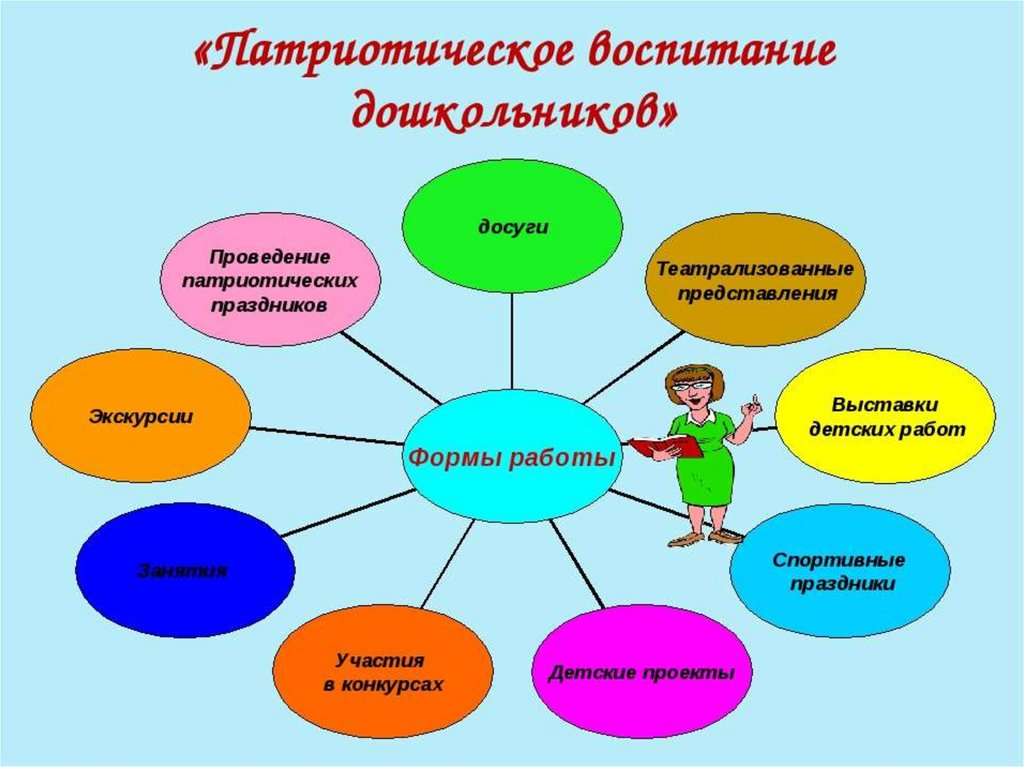 «Патриотическое воспитание
дошкольников»
досуги
Проведение
патриотических
праздников
Театрализованные
представления
Экскурсии
Выставки
детских работ
Формы работы
Занятия
Спортивные
праздники
Участия
в конкурсах
Детские проекты